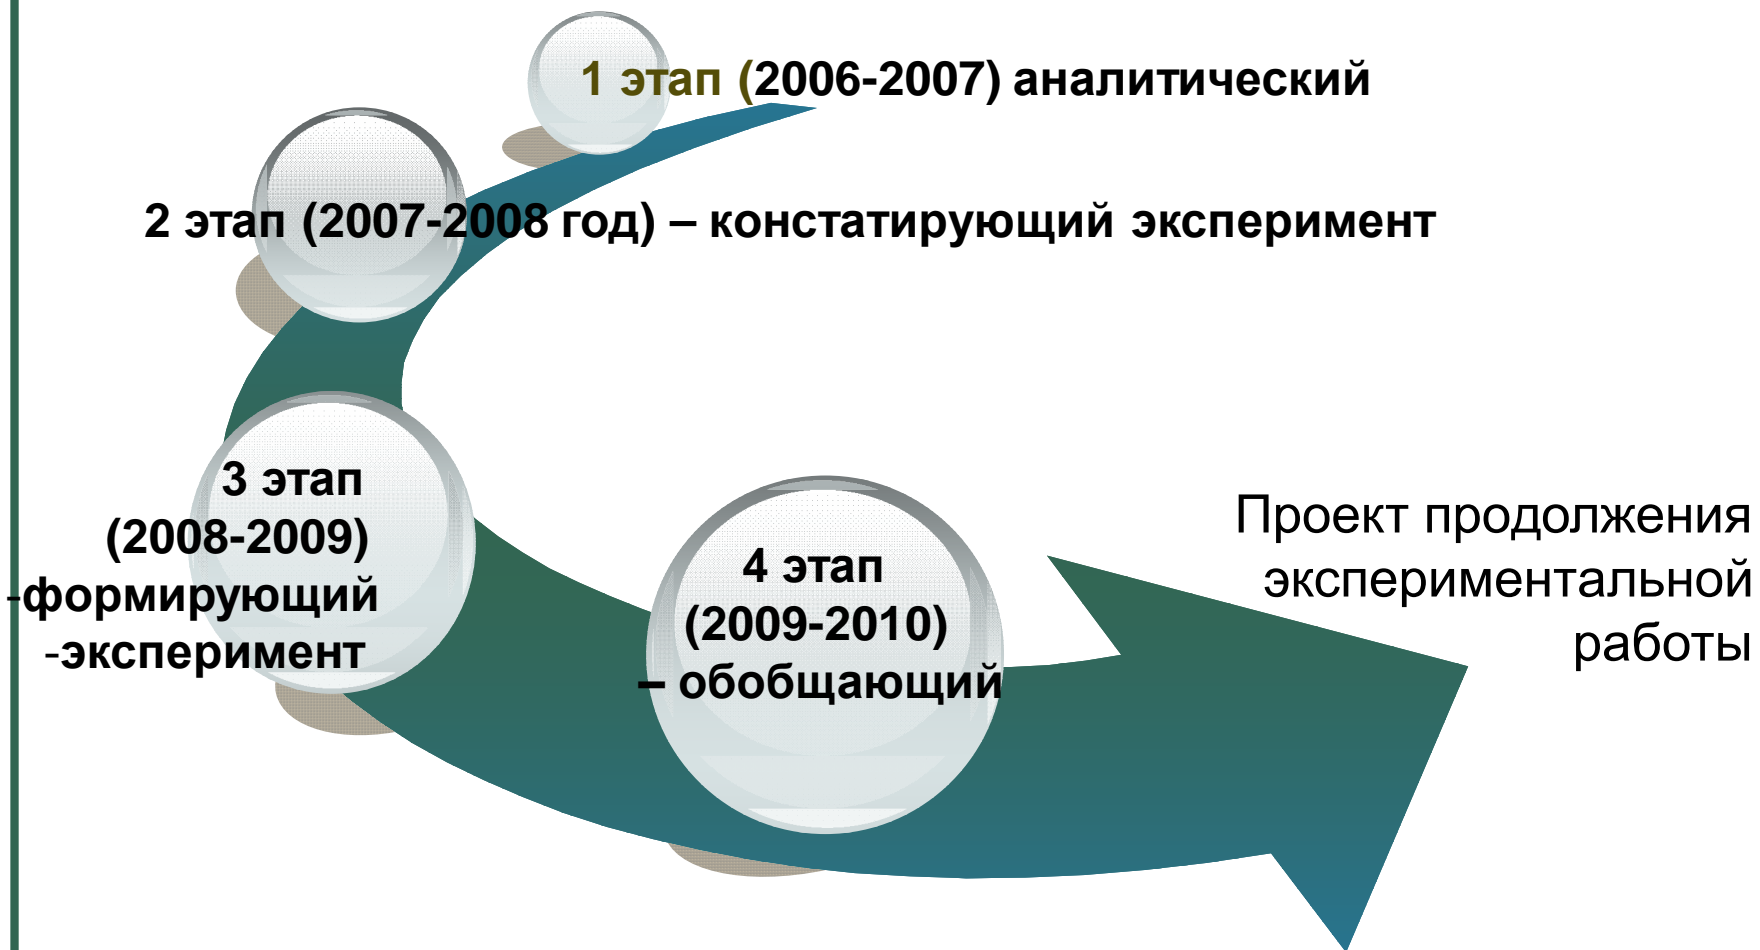 1 этап (2006-2007) аналитический
2 этап (2007-2008 год) – констатирующий эксперимент
3 этап
(2008-2009)
-формирующий
-эксперимент
4 этап
(2009-2010)
– обобщающий
Проект продолжения
экспериментальной
работы